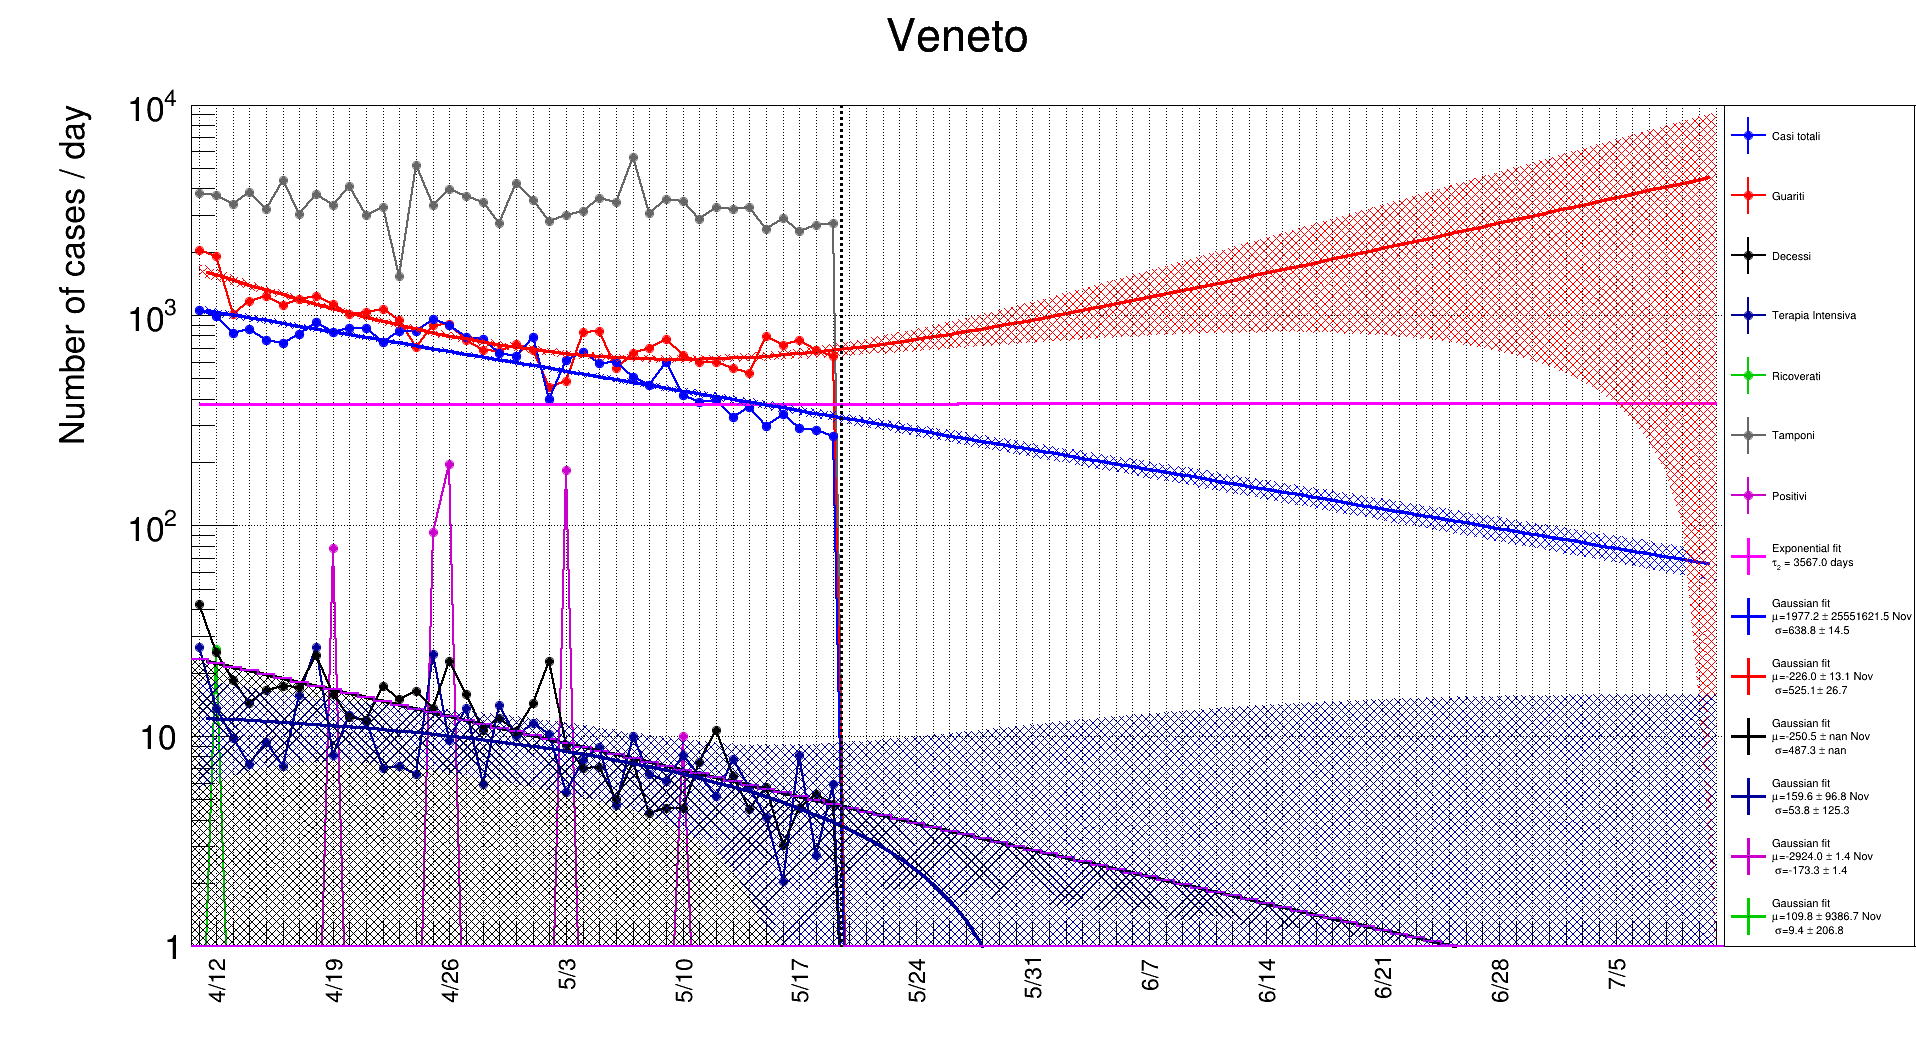 Veneto
Number of cases / day
10^4
10^3
10^2
10
1
4/12
4/19
4/26
5/3
5/10
5/17
5/24
5/31
6/7
6/14
6/21
6/28
7/5
Casi totali
Guariti
Decessi
Terapia Intensiva
Ricoverati
Tamponi
Positivi
Exponential fit
τ₂ = 3567.0 days
Gaussian fit
μ=1977.2 ± 25551621.5 Nov
σ=638.8 ± 14.5
Gaussian fit
μ=-226.0 ± 13.1 Nov
σ=525.1± 26.7
Gaussian fit
μ=-250.5 ± nan Nov
σ=487.3 ± nan
Gaussian fit
μ=159.6 ± 96.8 Nov
σ=53.8 ± 125.3
Gaussian fit
μ=-2924.0 ± 1.4 Nov
σ=-173.3 ± 1.4
Gaussian fit
μ=109.8 ± 9386.7 Nov
σ=9.4 ± 206.8